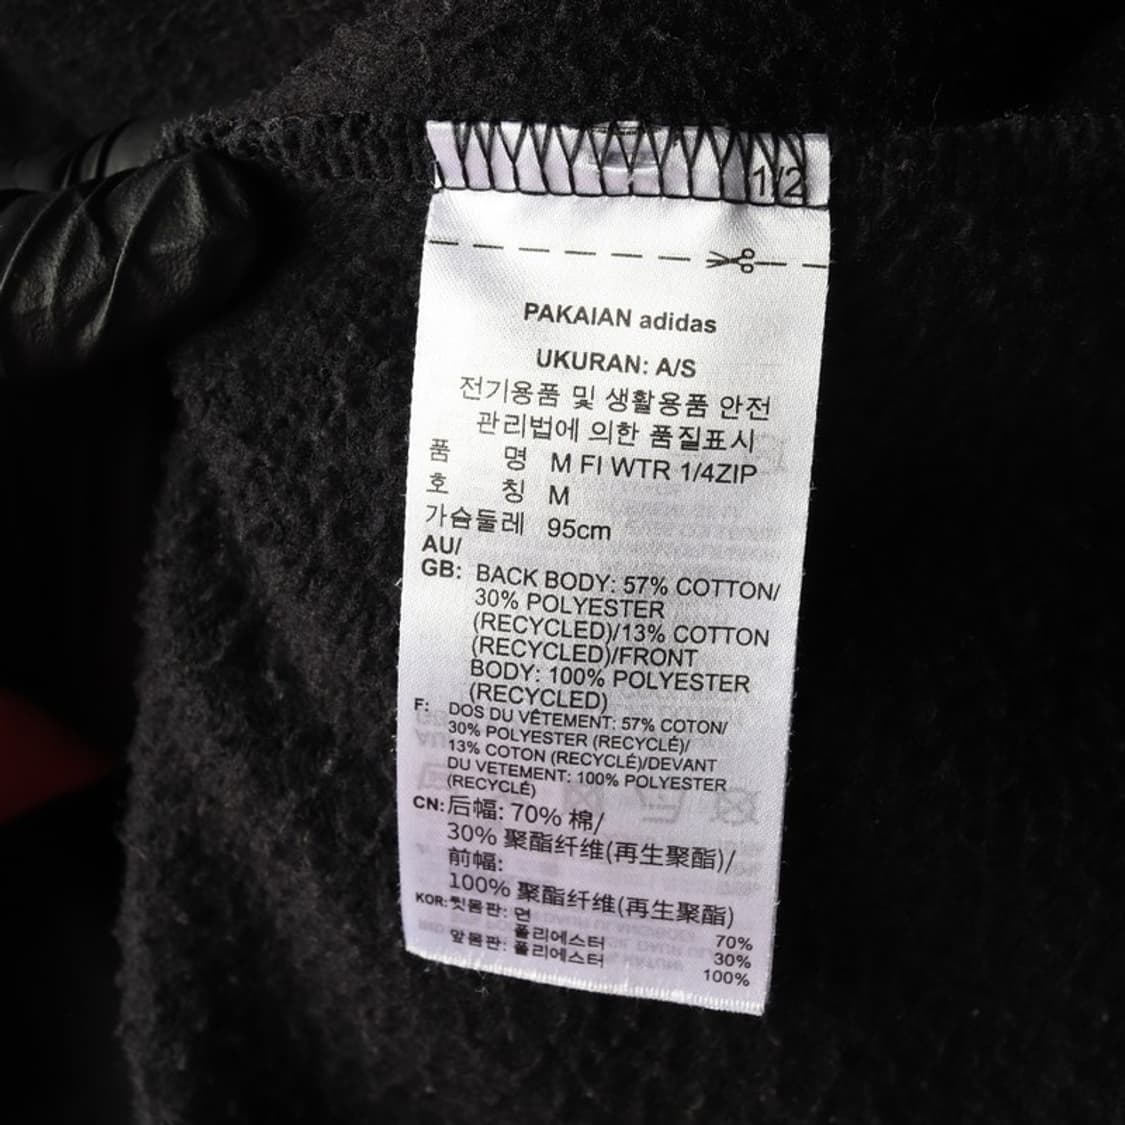 1/2
PAKAIAN adidas
UKURAN: A/S
전기용품 및 생활용품 안전
관리법에 의한 품질표시
품 명 M FI WTR 1/4ZIP
호 칭 M
가슴둘레 95cm
AU/
GB: BACK BODY: 57% COTTON/
30% POLYESTER
(RECYCLED)/13% COTTON
(RECYCLED)/FRONT
BODY: 100% POLYESTER
(RECYCLED)
F: DOS DU VÊTEMENT: 57% COTON/
30% POLYESTER (RECYCLÉ)/
13% COTON (RECYCLÉ)/DEVANT
DU VETEMENT: 100% POLYESTER
(RECYCLÉ)
CN: 后幅: 70% 棉/
30% 聚酯纤维(再生聚酯)/
前幅:
100% 聚酯纤维(再生聚酯)
KOR: 뒷몸판: 면 70%
폴리에스터 30%
앞몸판: 폴리에스터 100%